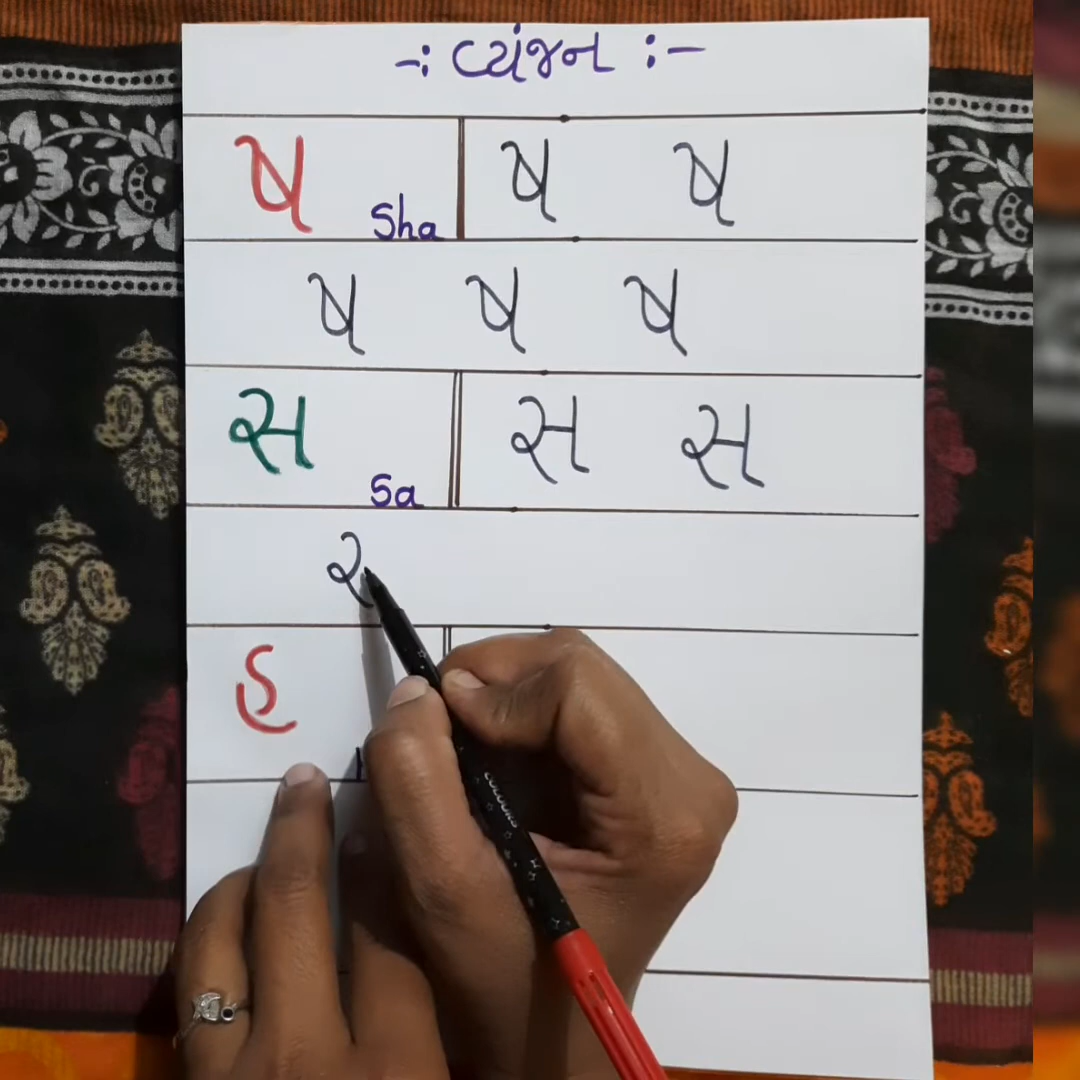 -: વ્યંજન :-
ષ Sha ષ ષ
ષ ષ ષ
સ Sa સ સ
ર
હ